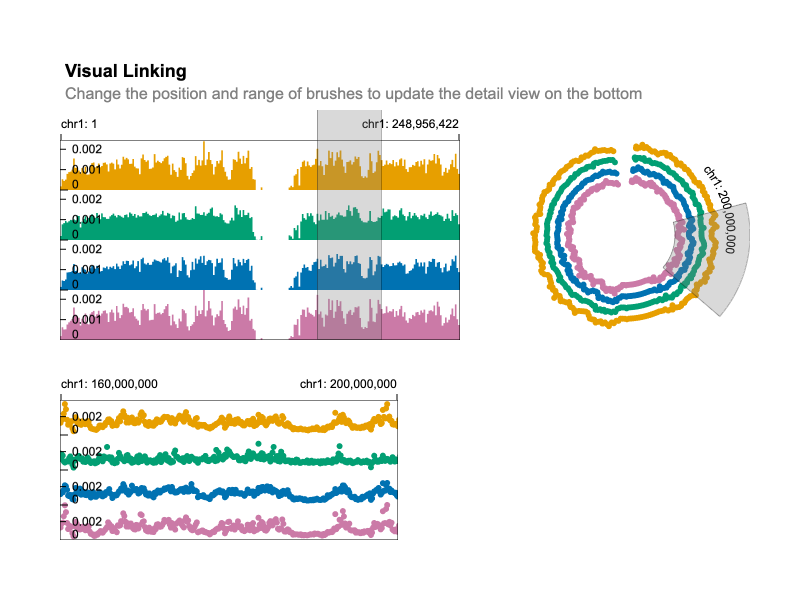 Visual Linking
Change the position and range of brushes to update the detail view on the bottom
chr1: 1
chr1: 248,956,422
0.002
0.001
0
0.002
0.001
0
0.002
0.001
0
0.002
0.001
0
chr1: 200,000,000
chr1: 160,000,000
chr1: 200,000,000
0.002
0
0.002
0
0.002
0
0.002
0